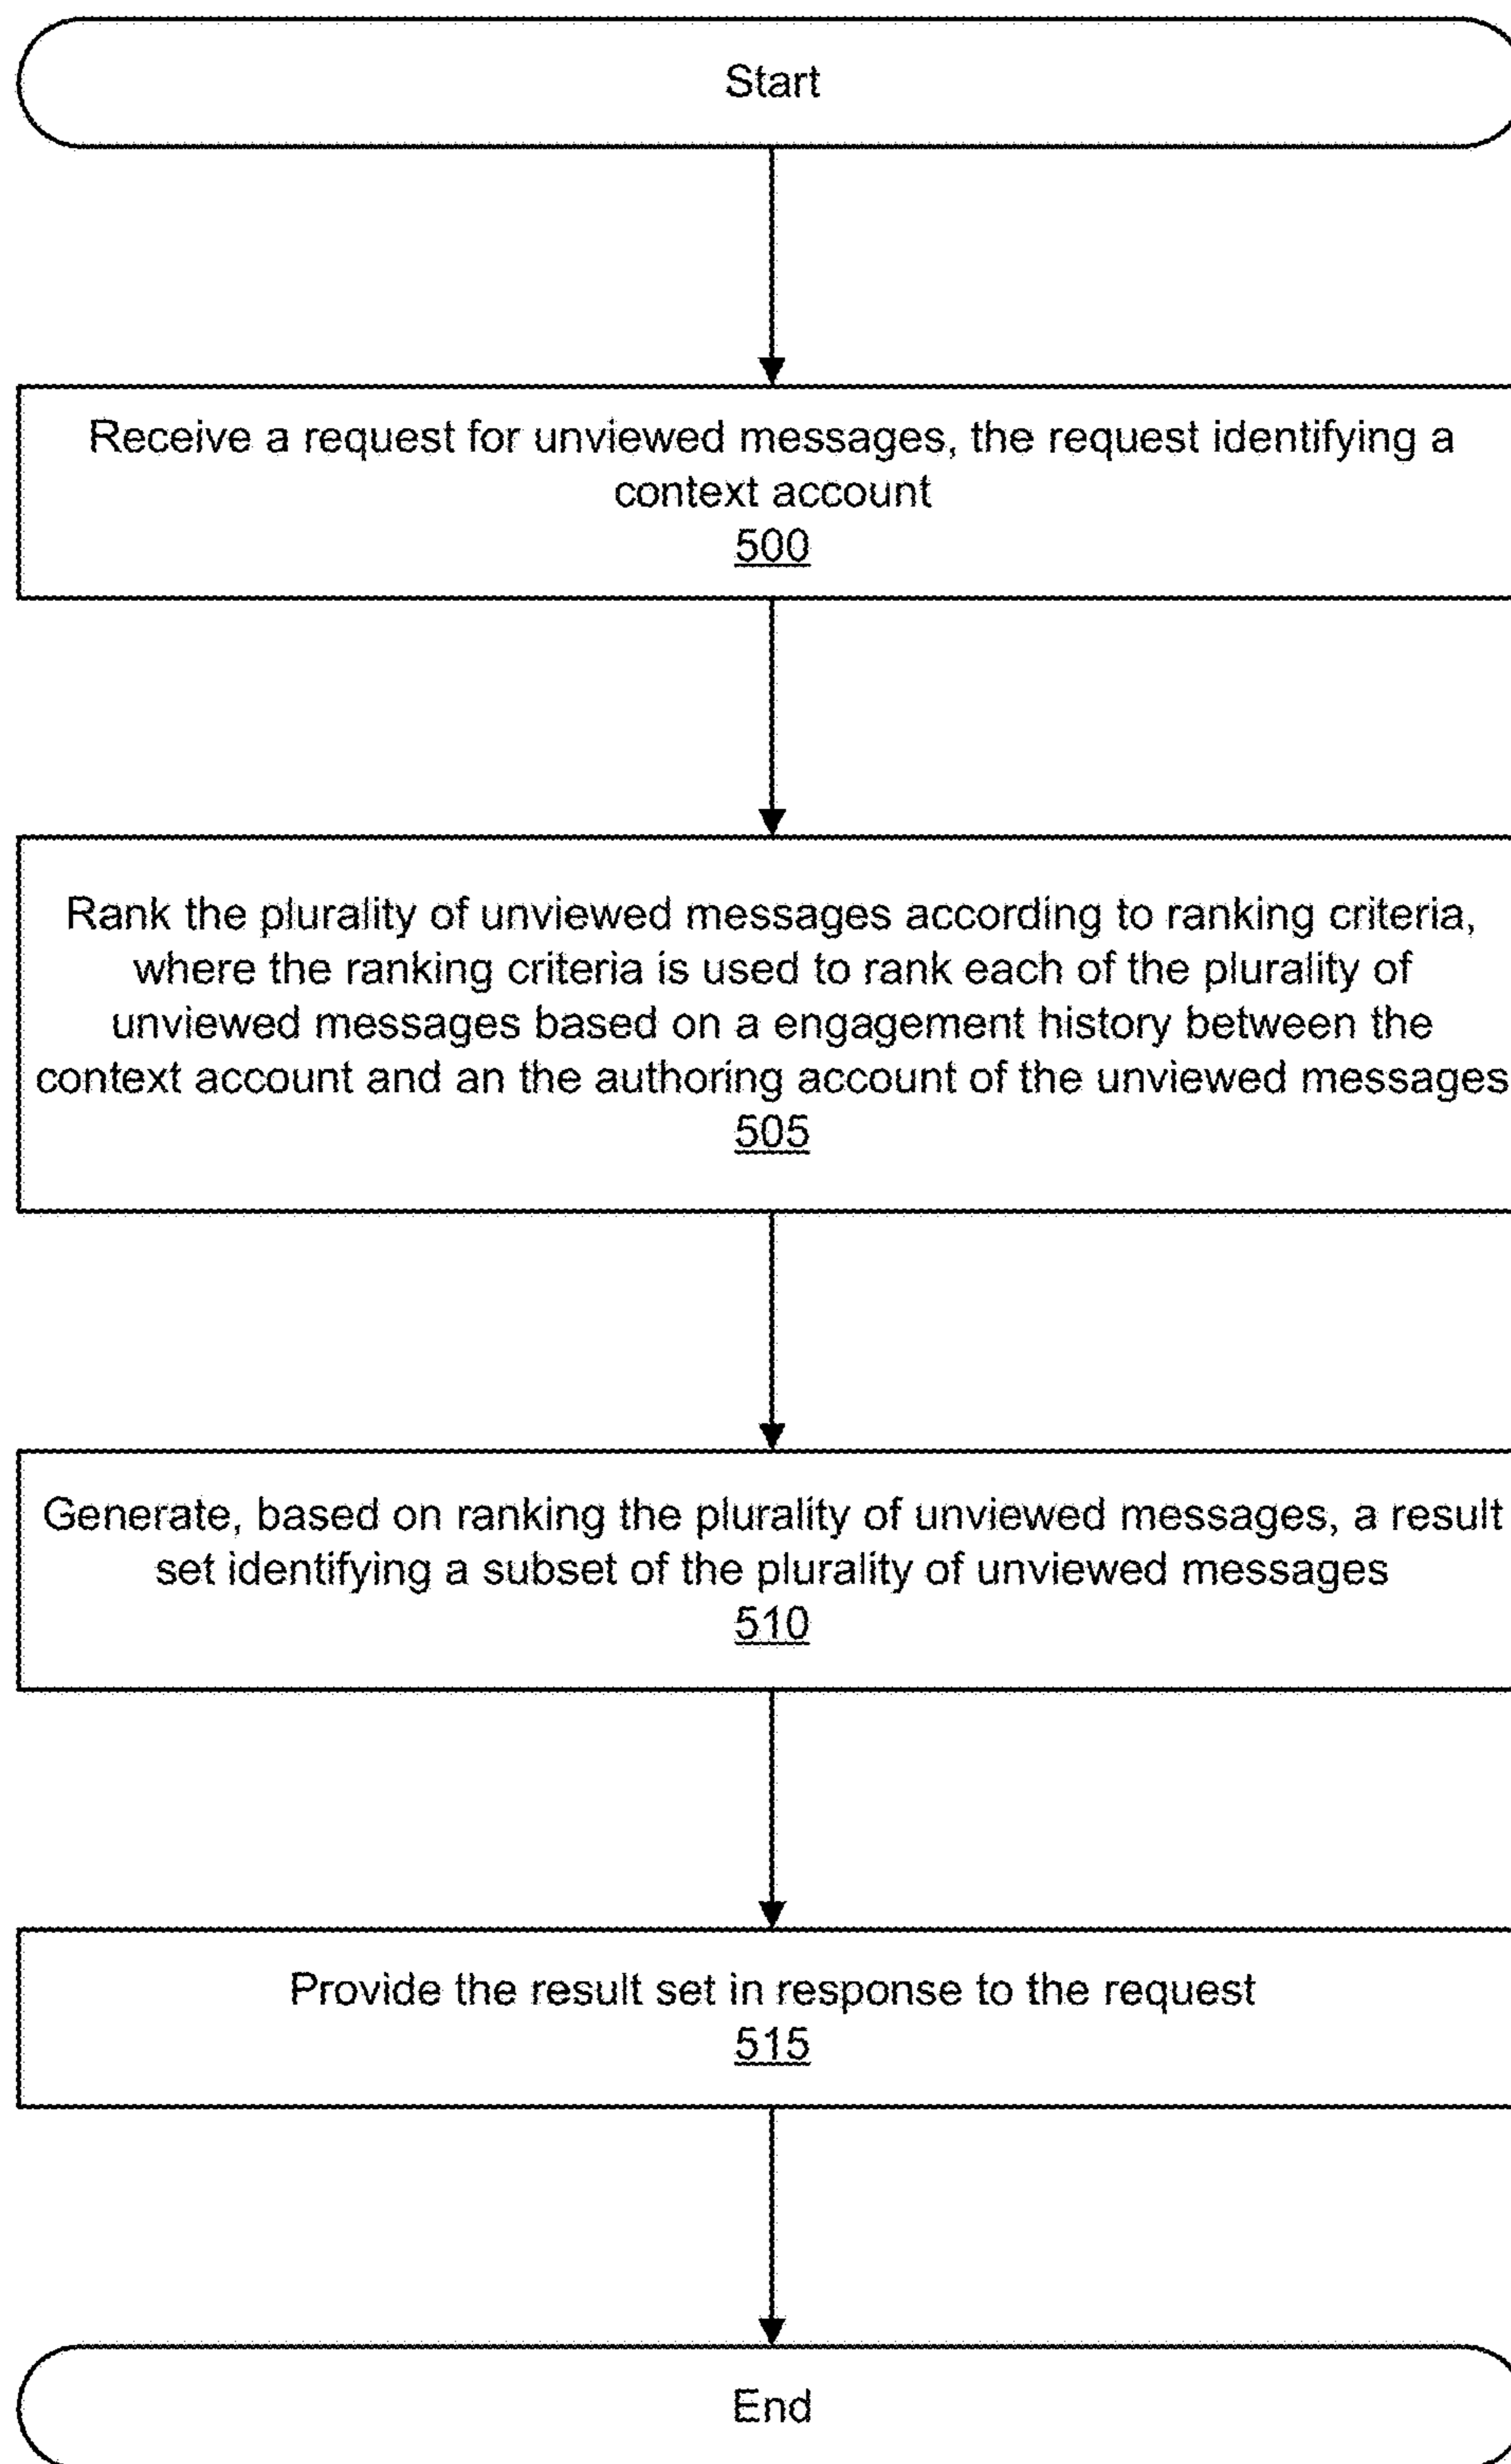 Start
Receive a request for unviewed messages, the request identifying a
context account
500
Rank the plurality of unviewed messages according to ranking criteria,
where the ranking criteria is used to rank each of the plurality of
unviewed messages based on a engagement history between the
context account and an the authoring account of the unviewed messages
505
Generate, based on ranking the plurality of unviewed messages, a result
set identifying a subset of the plurality of unviewed messages
510
Provide the result set in response to the request
515
End